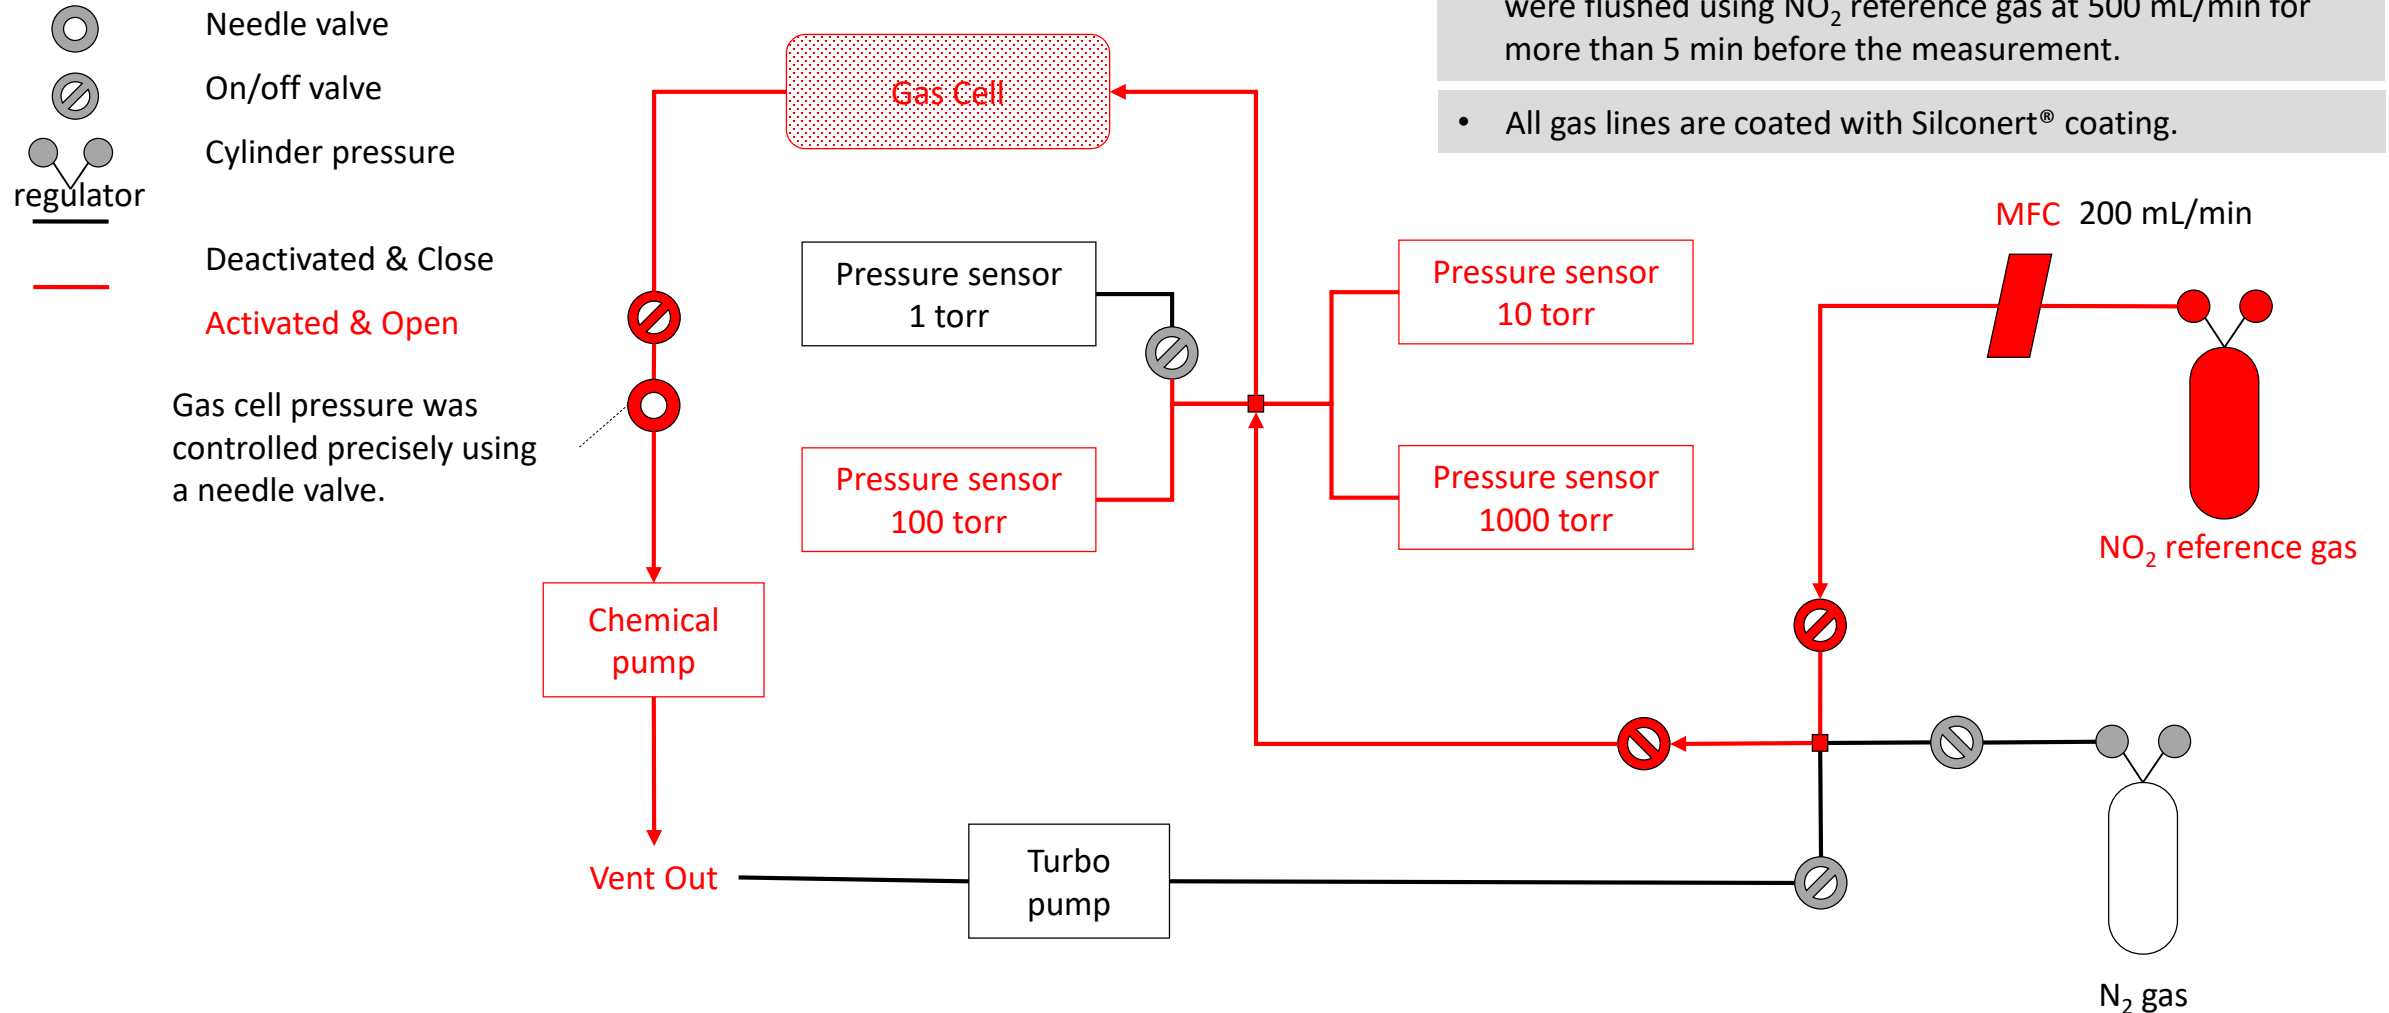 Needle valve
On/off valve
Cylinder pressure
regulator
Deactivated & Close
Activated & Open
Gas cell pressure was
controlled precisely using
a needle valve.
Gas Cell
were flushed using NO₂ reference gas at 500 mL/min for
more than 5 min before the measurement.
• All gas lines are coated with Silconert® coating.
MFC 200 mL/min
Pressure sensor
1 torr
Pressure sensor
10 torr
Pressure sensor
100 torr
Pressure sensor
1000 torr
NO₂ reference gas
Chemical
pump
Vent Out
Turbo
pump
N₂ gas